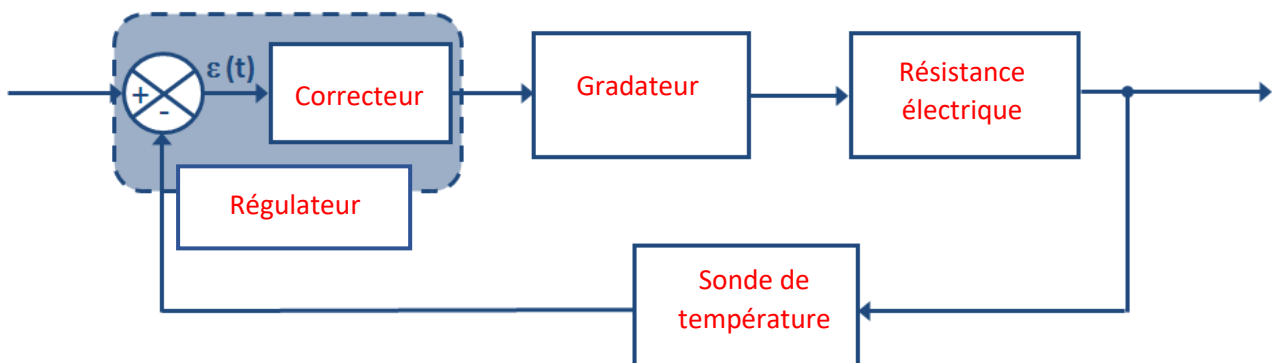 ε(t)
+
-
Correcteur
Gradateur
Résistance
électrique
Régulateur
Sonde de
température